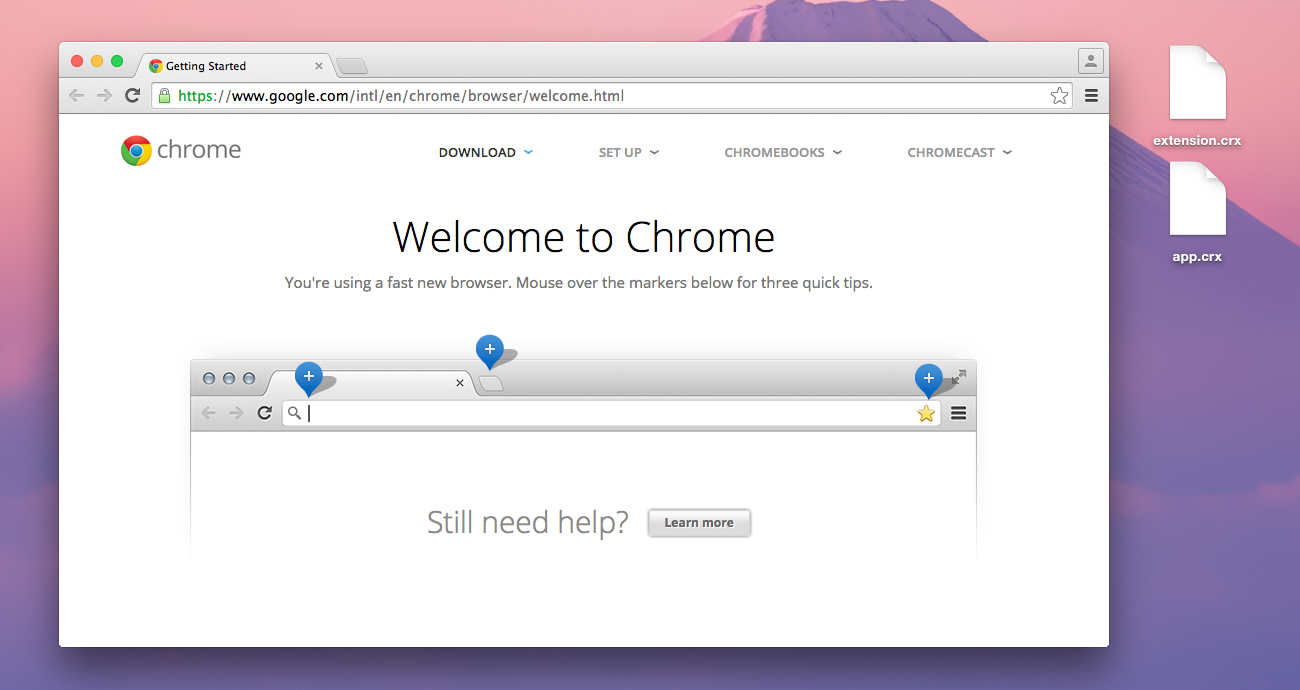 Getting Started
https://www.google.com/intl/en/chrome/browser/welcome.html
chrome
DOWNLOAD SET UP CHROMEBOOKS CHROMECAST
Welcome to Chrome
You're using a fast new browser. Mouse over the markers below for three quick tips.
Still need help? Learn more
extension.crx
app.crx